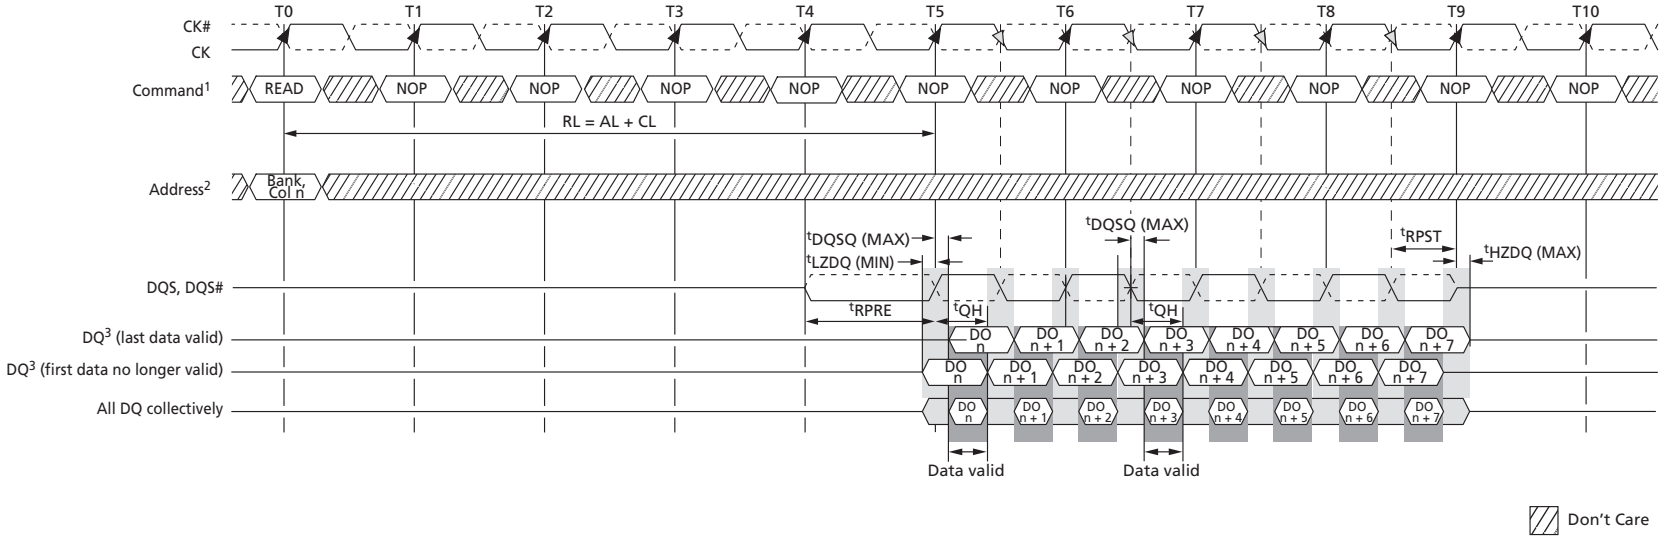 T0 T1 T2 T3 T4 T5 T6 T7 T8 T9 T10
CK#
CK
Command1 READ NOP NOP NOP NOP NOP NOP NOP NOP NOP NOP
RL = AL + CL
Address2 Bank, Col n
tDQSQ (MAX) tDQSQ (MAX) tRPST
tLZDQ (MIN) tHZDQ (MAX)
DQS, DQS#
tRPRE tQH tQH
DQ3 (last data valid) DO n DO n + 1 DO n + 2 DO n + 3 DO n + 4 DO n + 5 DO n + 6 DO n + 7
DQ3 (first data no longer valid) DO n DO n + 1 DO n + 2 DO n + 3 DO n + 4 DO n + 5 DO n + 6 DO n + 7
All DQ collectively DO n DO n + 1 DO n + 2 DO n + 3 DO n + 4 DO n + 5 DO n + 6 DO n + 7
Data valid Data valid
Don’t Care